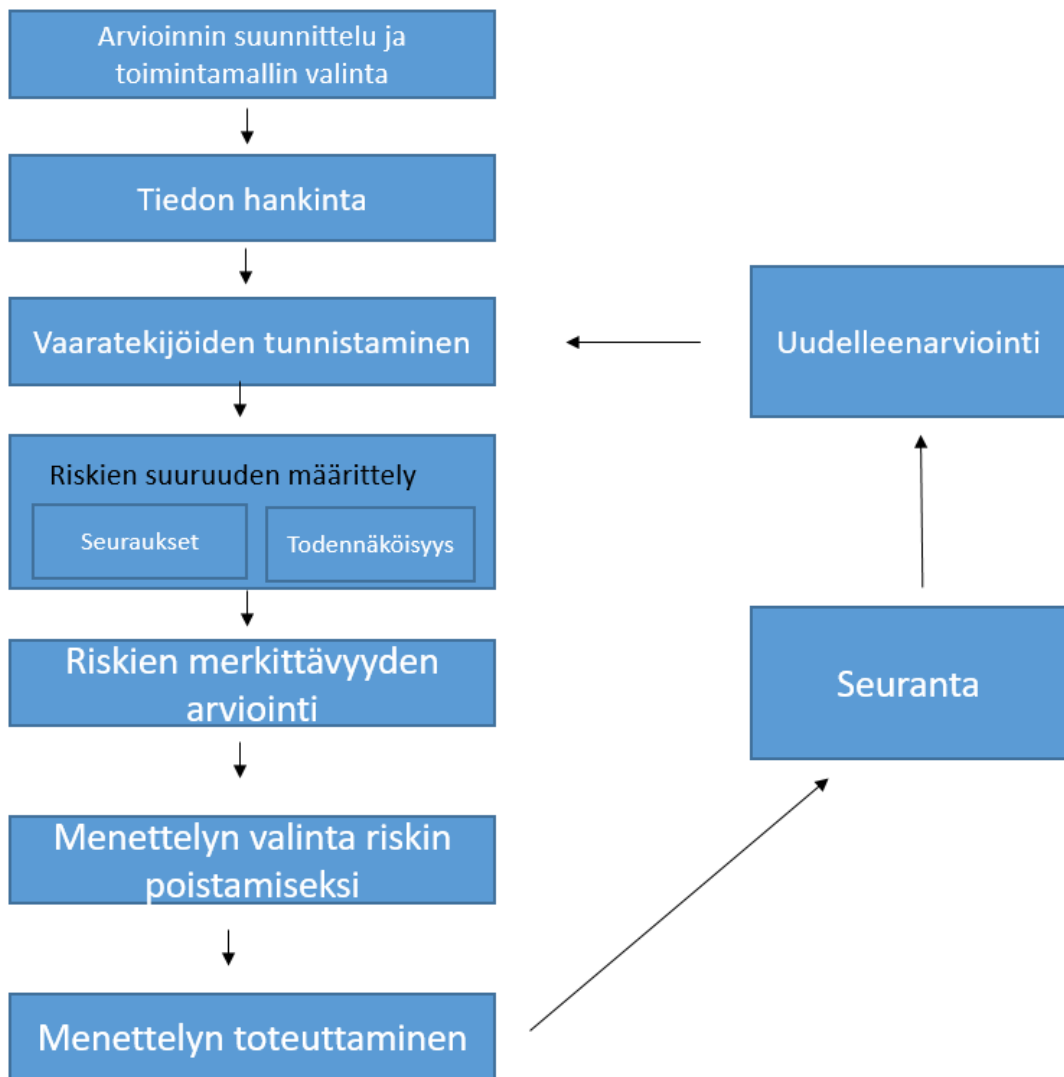 Arvioinnin suunnittelu ja
toimintamallin valinta
Tiedon hankinta
Vaaratekijöiden tunnistaminen
Riskien suuruuden määrittely
Seuraukset
Todennäköisyys
Riskien merkittävyyden
arviointi
Menettelyn valinta riskin
poistamiseksi
Menettelyn toteuttaminen
Seuranta
Uudelleenarviointi